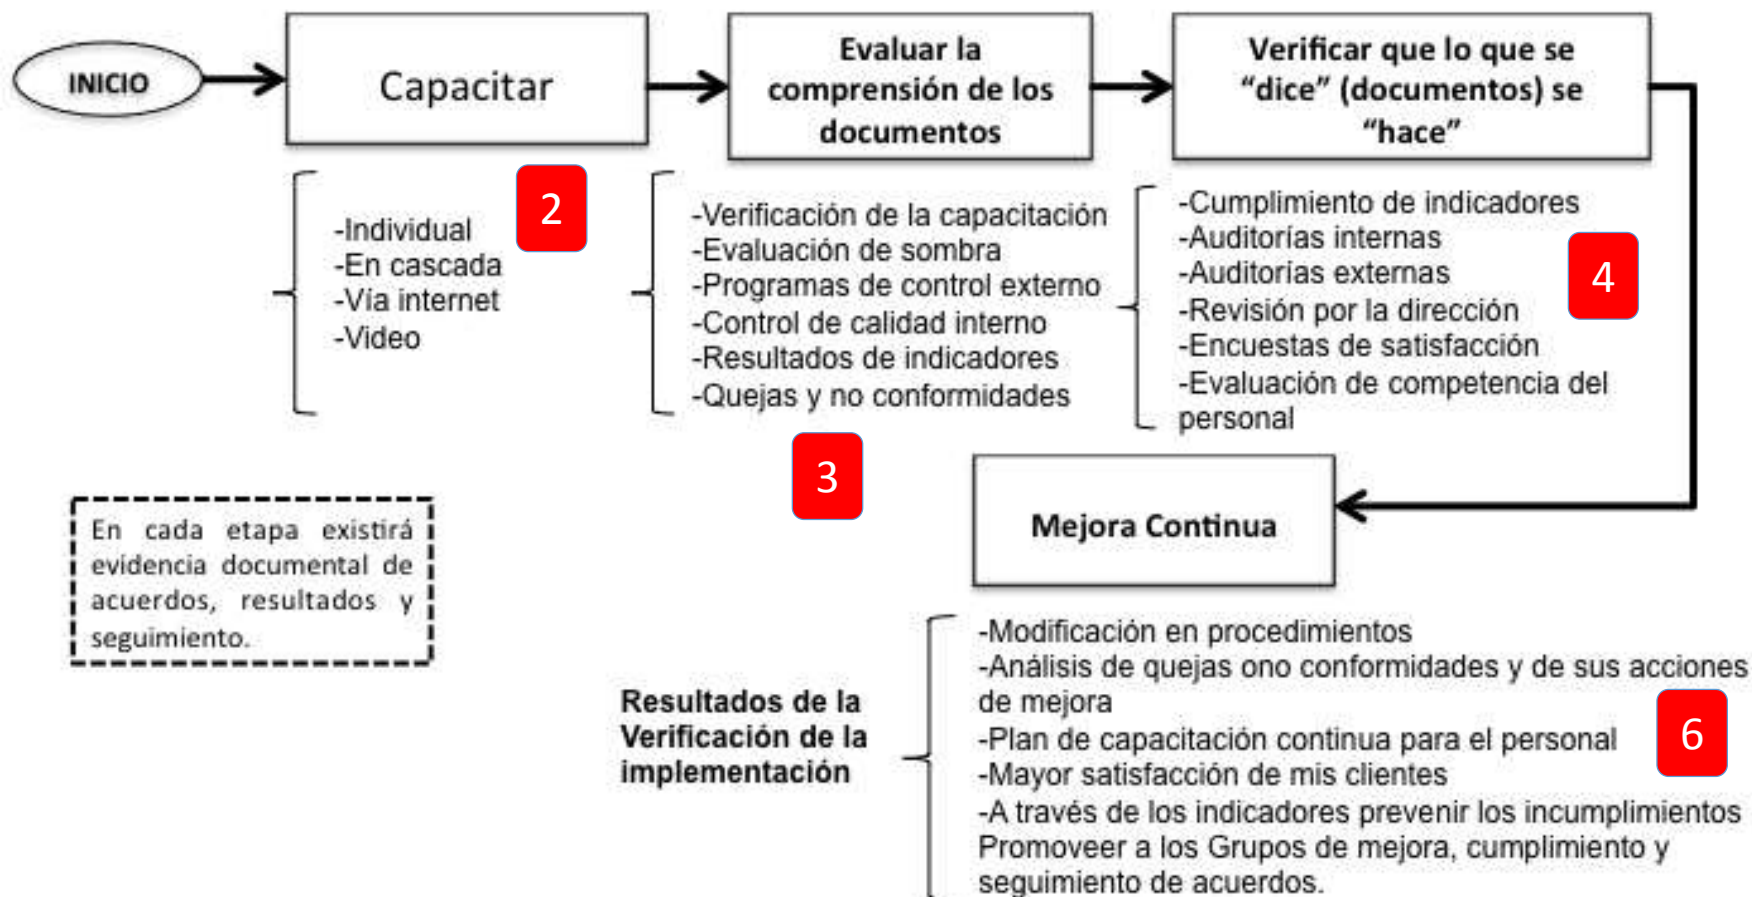 INICIO
Capacitar
Evaluar la
comprensión de los
documentos
Verificar que lo que se
“dice” (documentos) se
“hace”
-Individual
-En cascada
-Vía internet
-Video
2
-Verificación de la capacitación
-Evaluación de sombra
-Programas de control externo
-Control de calidad interno
-Resultados de indicadores
-Quejas y no conformidades
3
-Cumplimiento de indicadores
-Auditorías internas
-Auditorías externas
-Revisión por la dirección
-Encuestas de satisfacción
-Evaluación de competencia del
personal
4
Mejora Continua
En cada etapa existirá
evidencia documental de
acuerdos, resultados y
seguimiento.
Resultados de la
Verificación de la
implementación
-Modificación en procedimientos
-Análisis de quejas ono conformidades y de sus acciones
de mejora
-Plan de capacitación continua para el personal
-Mayor satisfacción de mis clientes
-A través de los indicadores prevenir los incumplimientos
Promoveer a los Grupos de mejora, cumplimiento y
seguimiento de acuerdos.
6